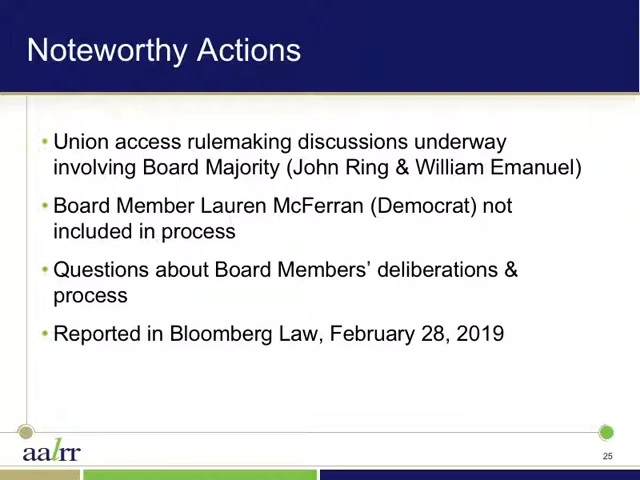 Noteworthy Actions
• Union access rulemaking discussions underway
involving Board Majority (John Ring & William Emanuel)
• Board Member Lauren McFerran (Democrat) not
included in process
• Questions about Board Members’ deliberations &
process
• Reported in Bloomberg Law, February 28, 2019
aalrr
25